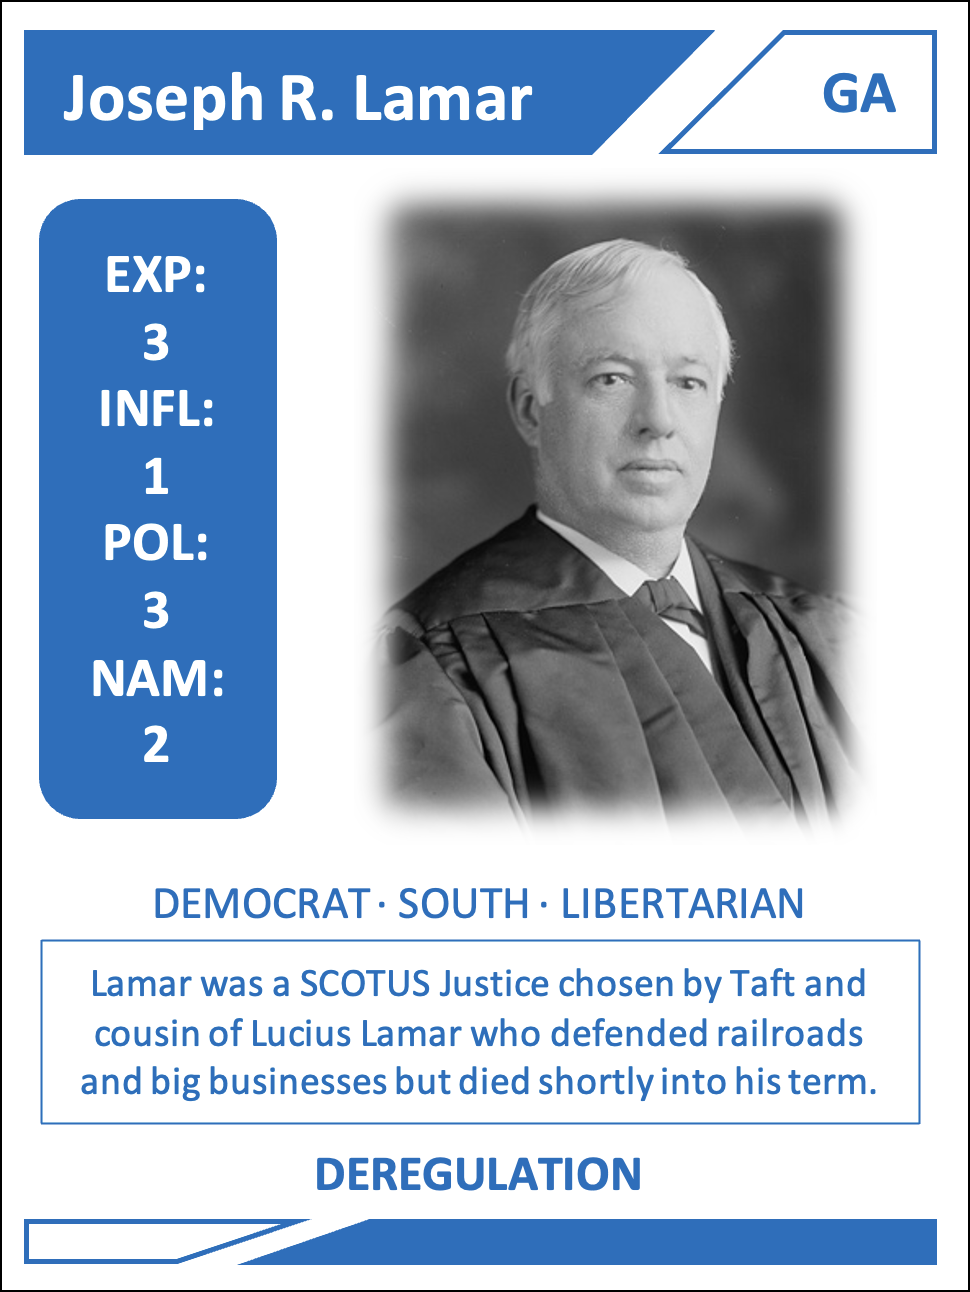 Joseph R. Lamar
GA
EXP:
3
INFL:
1
POL:
3
NAM:
2
DEMOCRAT · SOUTH · LIBERTARIAN
Lamar was a SCOTUS Justice chosen by Taft and
cousin of Lucius Lamar who defended railroads
and big businesses but died shortly into his term.
DEREGULATION